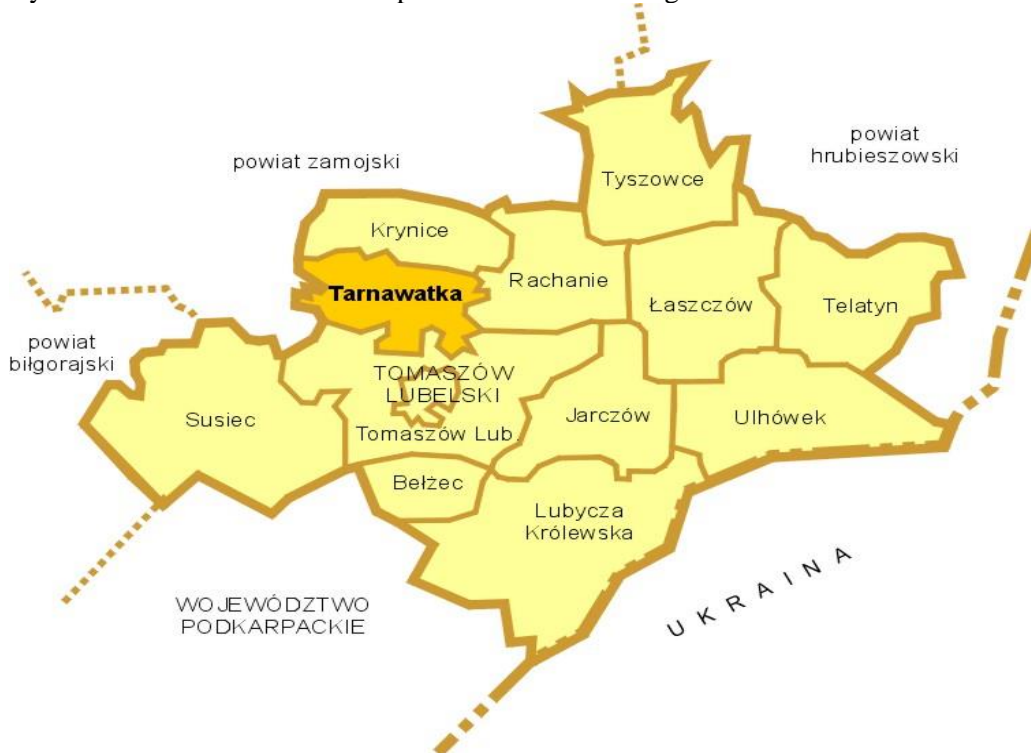 powiat
hrubieszowski
powiat zamojski
Tyszowce
Krynice
Rachanie
Tarnawatka
Łaszczów
Telatyn
powiat
biłgorajski
TOMASZÓW
LUBELSKI
Susiec
Jarczów
Ulhówek
Tomaszów Lub.
Bełżec
Lubycza
Królewska
WOJEWÓDZTWO
PODKARPACKIE
UKRAINA